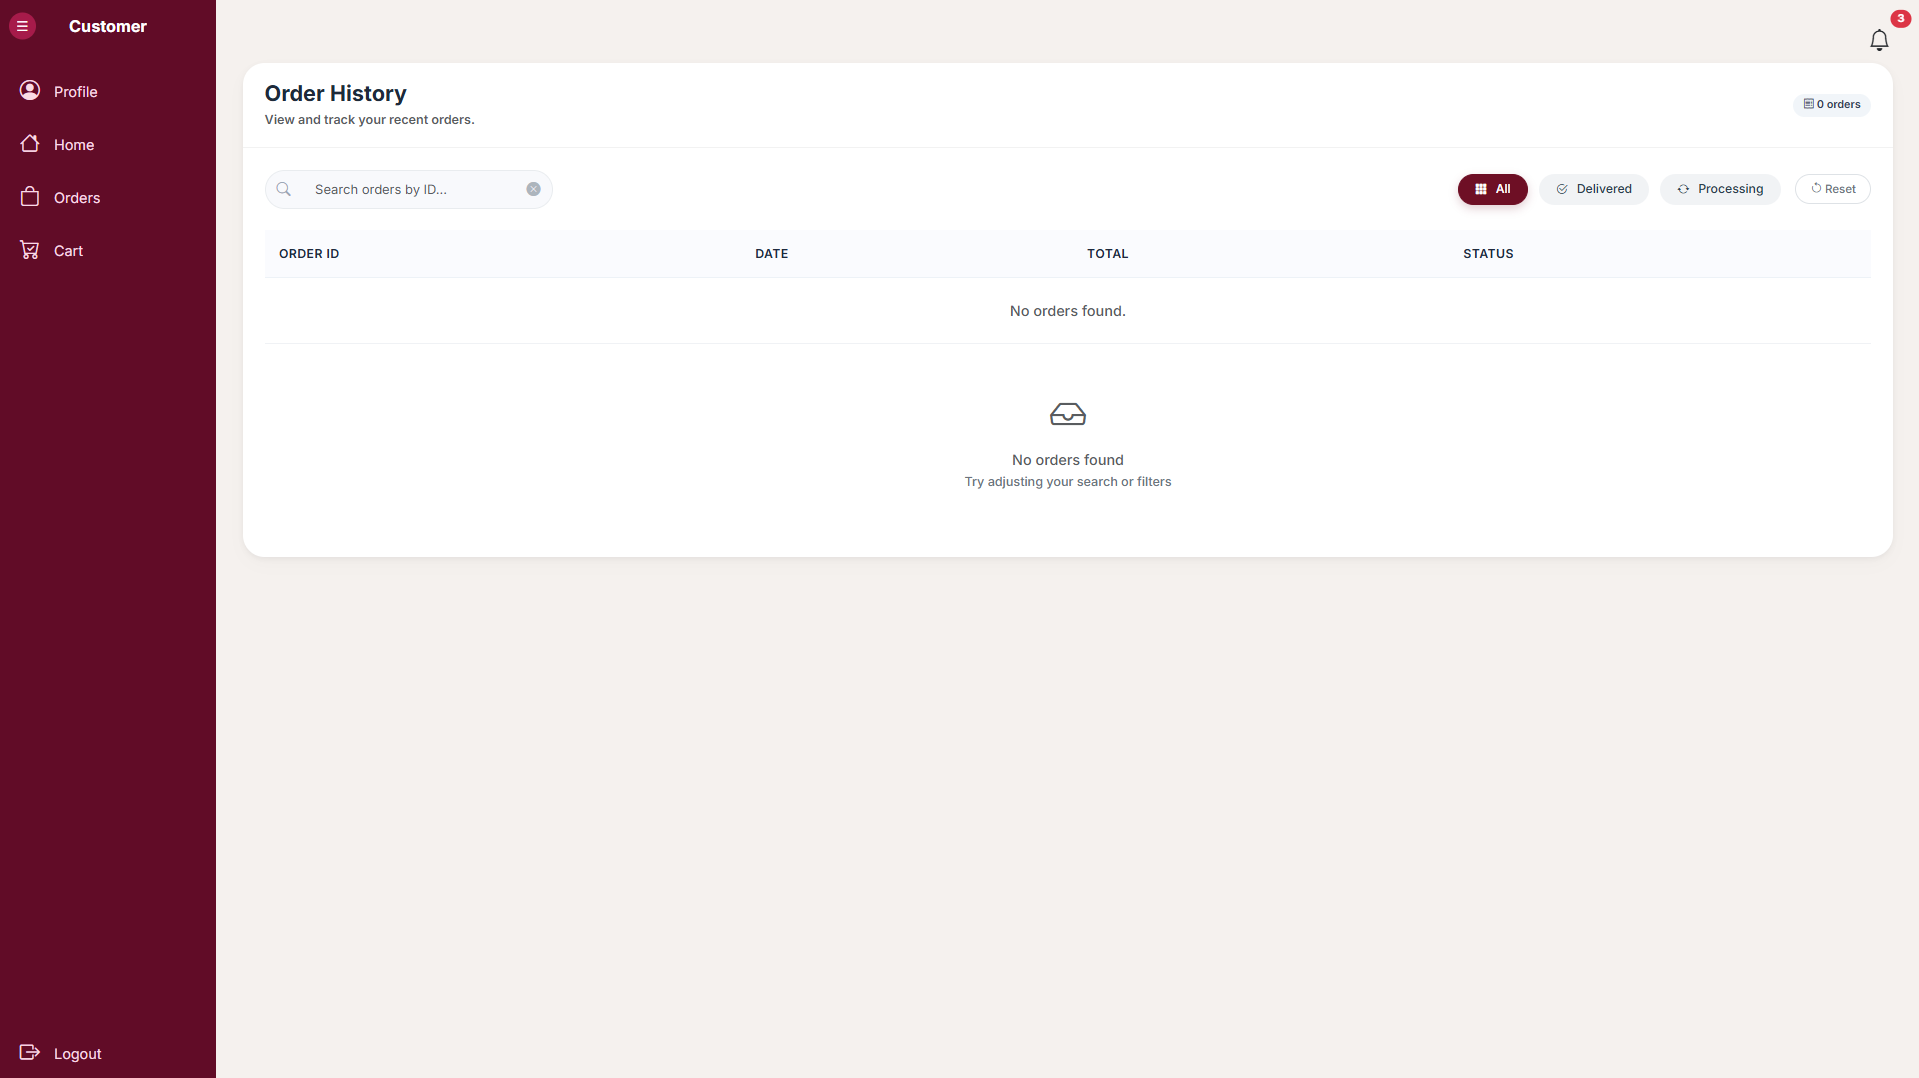 Customer
3
Profile
Home
Orders
Cart
Logout
Order History
View and track your recent orders.
0 orders
Search orders by ID...
All
Delivered
Processing
Reset
ORDER ID DATE TOTAL STATUS
No orders found.
No orders found
Try adjusting your search or filters